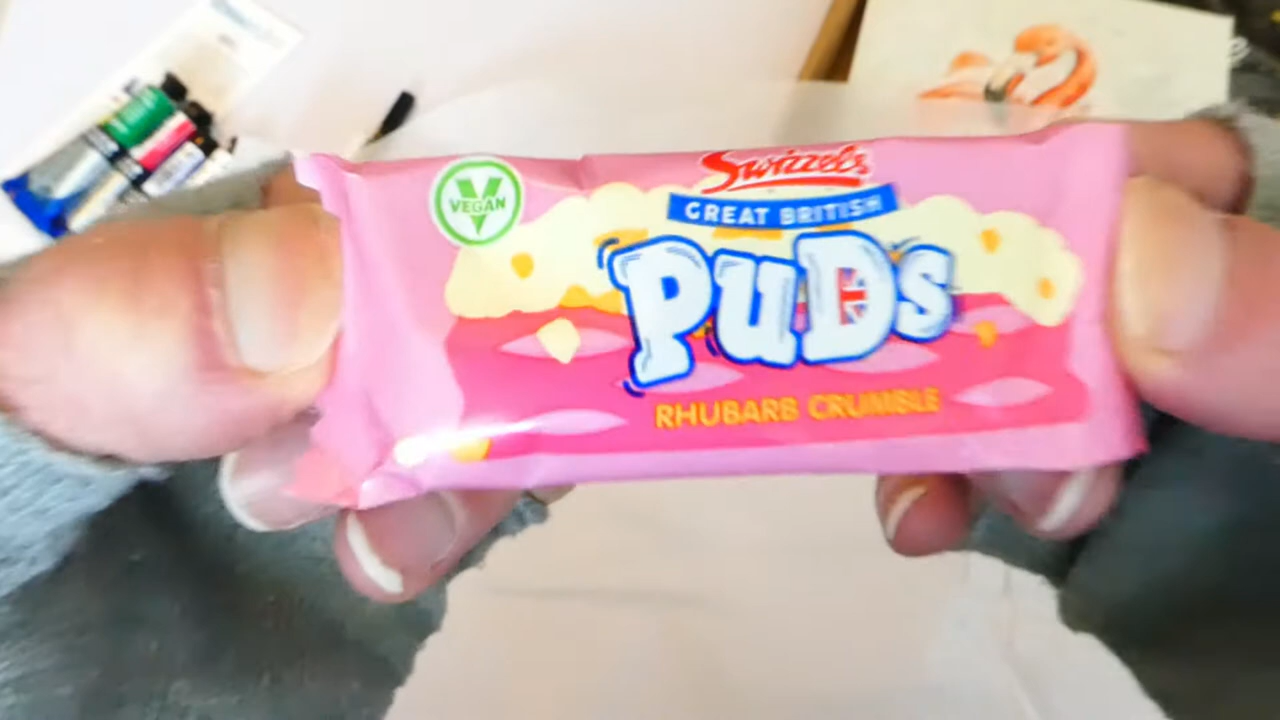 Swizzels
GREAT BRITISH
PuDs
VEGAN
RHUBARB CRUMBLE